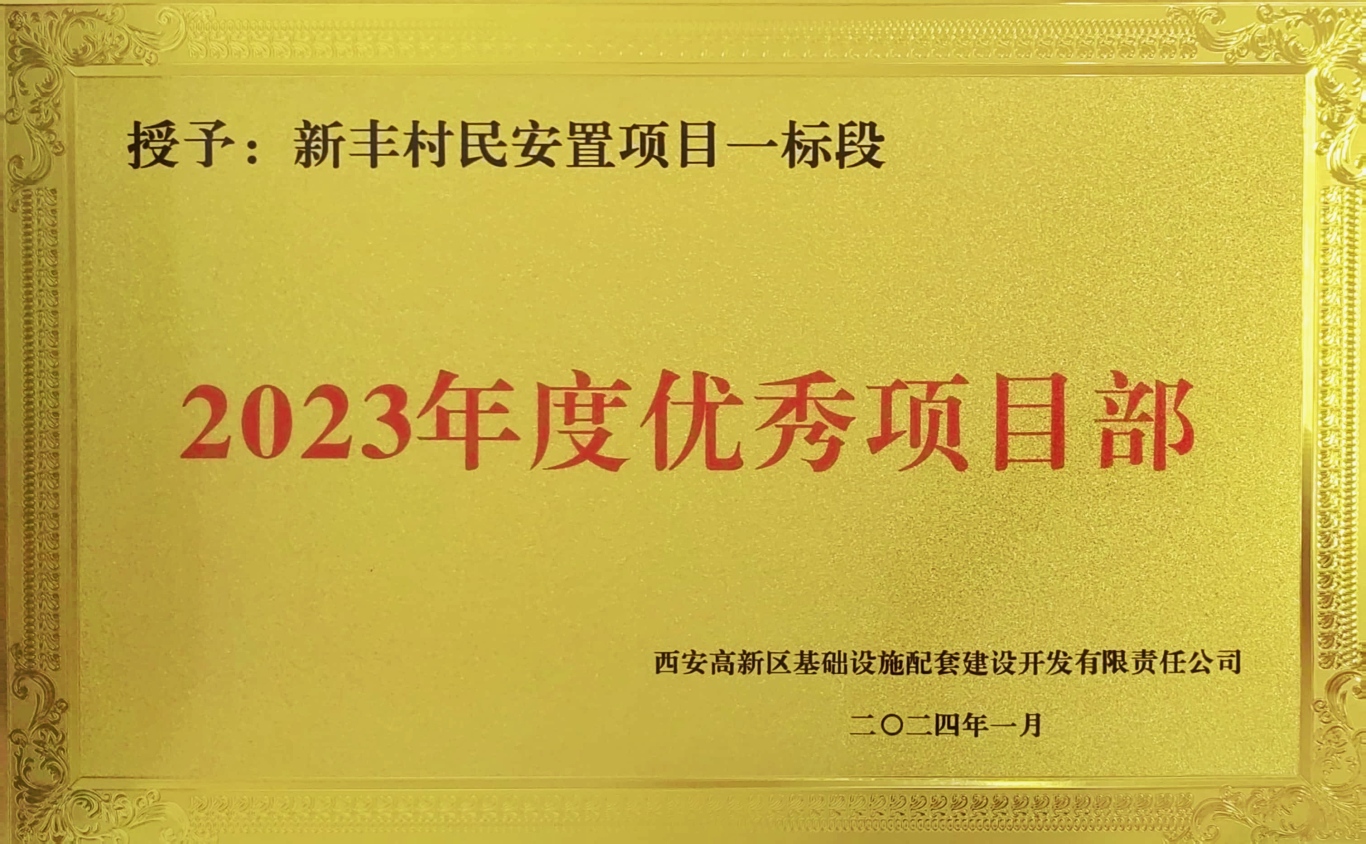 授予：新丰村民安置项目一标段
2023年度优秀项目部
西安高新区基础设施配套建设开发有限责任公司
二〇二四年一月